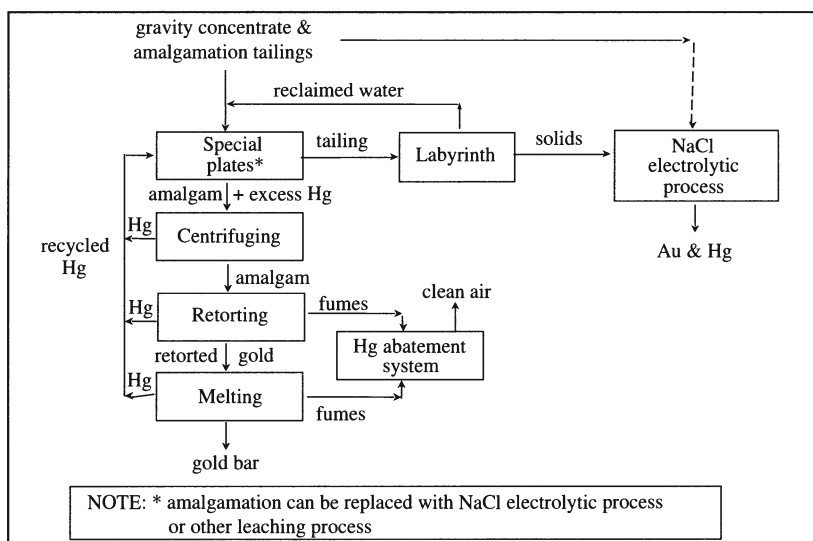 gravity concentrate &
amalgamation tailings
reclaimed water
Special
plates*
tailing
Labyrinth
solids
NaCl
electrolytic
process
amalgam + excess Hg
Hg
Centrifuging
recycled
Hg
Au & Hg
amalgam
clean air
Hg
Retorting
fumes
Hg abatement
system
retorted gold
Hg
Melting
fumes
gold bar
NOTE: * amalgamation can be replaced with NaCl electrolytic process
or other leaching process